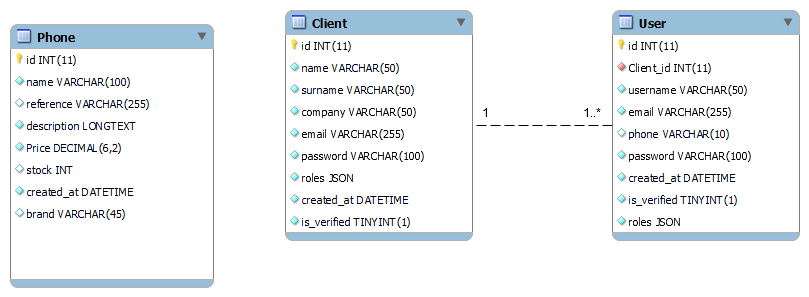 Phone
id INT(11)
name VARCHAR(100)
reference VARCHAR(255)
description LONGTEXT
Price DECIMAL(6,2)
stock INT
created_at DATETIME
brand VARCHAR(45)
Client
id INT(11)
name VARCHAR(50)
surname VARCHAR(50)
company VARCHAR(50)
email VARCHAR(255)
password VARCHAR(100)
roles JSON
created_at DATETIME
is_verified TINYINT(1)
1
1..*
User
id INT(11)
Client_id INT(11)
username VARCHAR(50)
email VARCHAR(255)
phone VARCHAR(10)
password VARCHAR(100)
created_at DATETIME
is_verified TINYINT(1)
roles JSON